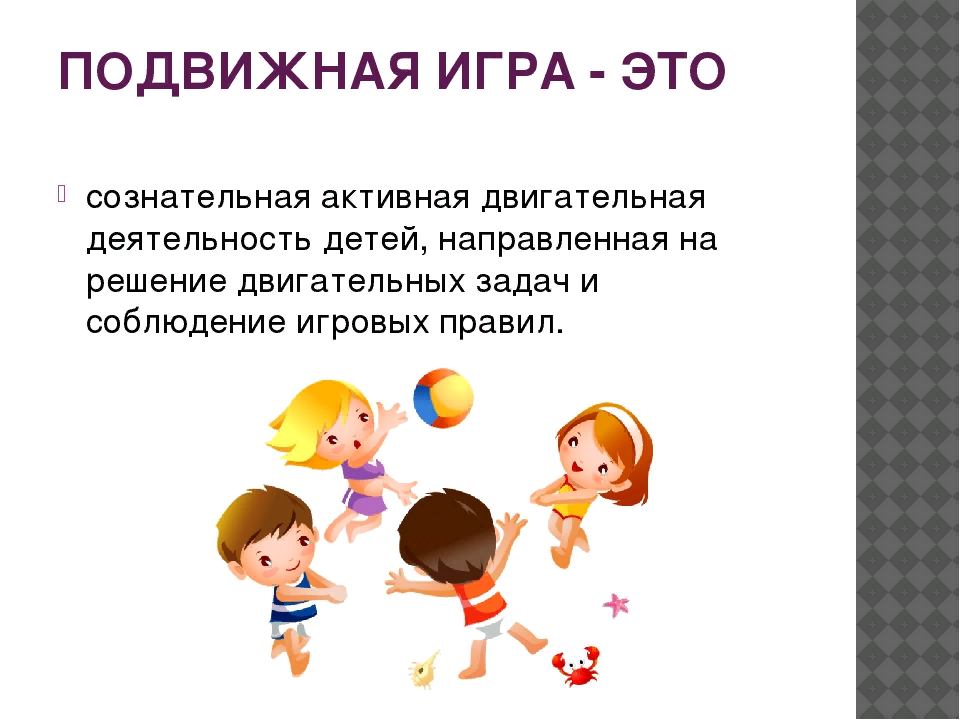 ПОДВИЖНАЯ ИГРА - ЭТО
сознательная активная двигательная
деятельность детей, направленная на
решение двигательных задач и
соблюдение игровых правил.